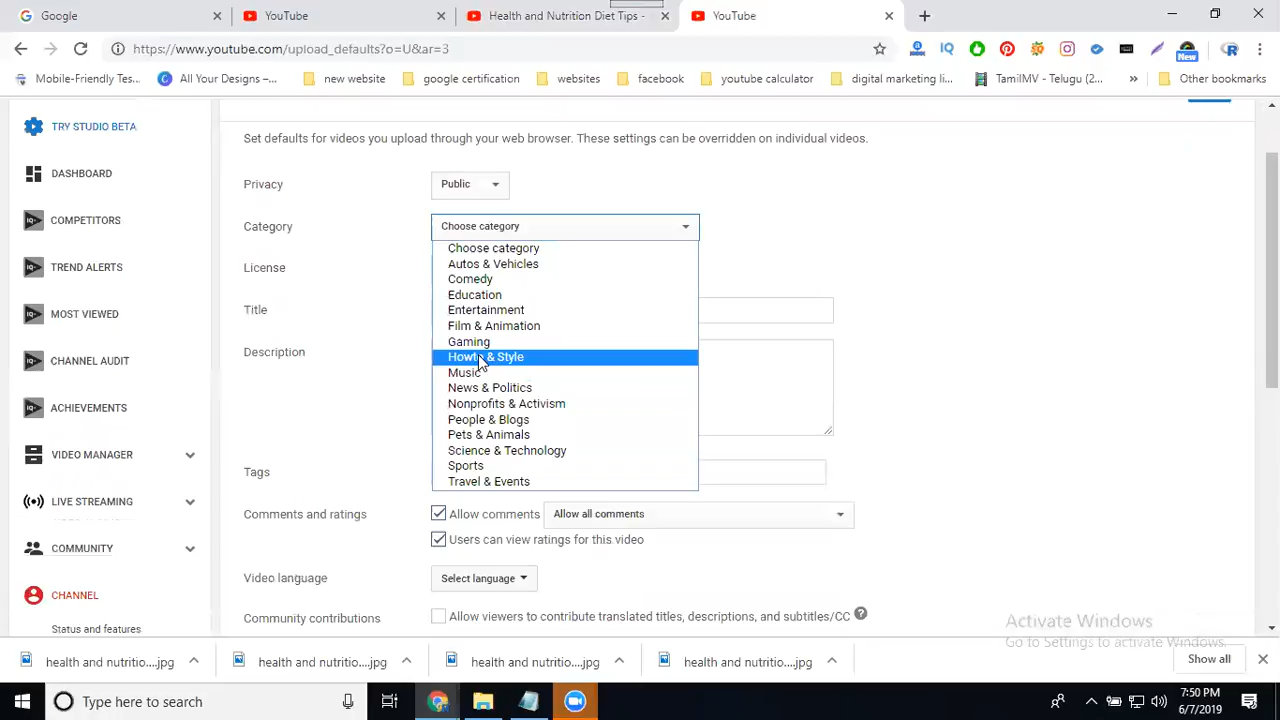 Google
YouTube
Health and Nutrition Diet Tips -
YouTube
https://www.youtube.com/upload_defaults?o=U&ar=3
New
Mobile-Friendly Tes...
All Your Designs –...
new website
google certification
websites
facebook
youtube calculator
digital marketing li...
TamilMV - Telugu (2...
»
Other bookmarks
TRY STUDIO BETA
DASHBOARD
COMPETITORS
TREND ALERTS
MOST VIEWED
CHANNEL AUDIT
ACHIEVEMENTS
VIDEO MANAGER
LIVE STREAMING
COMMUNITY
CHANNEL
Status and features
Set defaults for videos you upload through your web browser. These settings can be overridden on individual videos.
Privacy
Public
Category
Choose category
Choose category
Autos & Vehicles
Comedy
Education
Entertainment
Film & Animation
Gaming
Howto & Style
Music
News & Politics
Nonprofits & Activism
People & Blogs
Pets & Animals
Science & Technology
Sports
Travel & Events
License
Title
Description
Tags
Comments and ratings
Allow comments
Allow all comments
Users can view ratings for this video
Video language
Select language
Community contributions
Allow viewers to contribute translated titles, descriptions, and subtitles/CC
Activate Windows
Go to Settings to activate Windows.
health and nutritio....jpg
health and nutritio....jpg
health and nutritio....jpg
health and nutritio....jpg
Show all
Type here to search
7:50 PM
6/7/2019